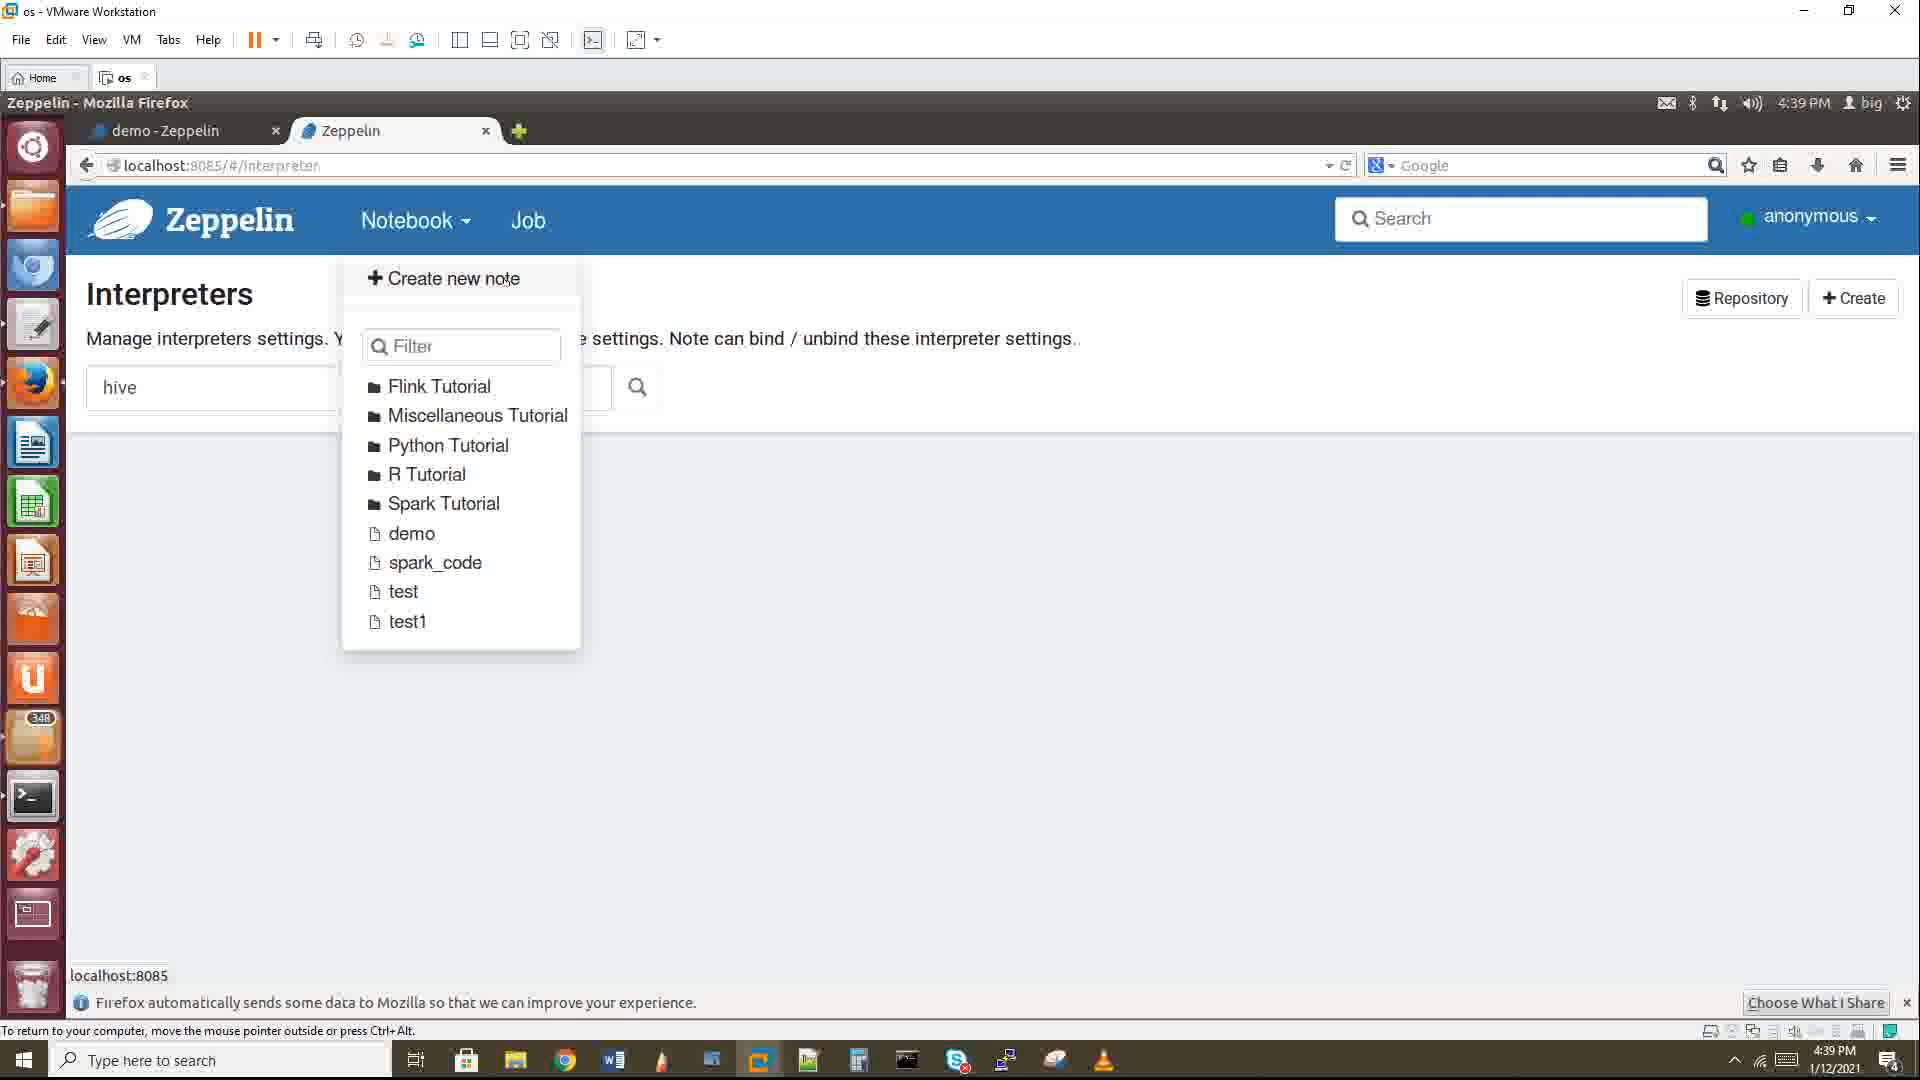 os - VMware Workstation
File Edit View VM Tabs Help
Home os
Zeppelin - Mozilla Firefox 4:39 PM big
demo - Zeppelin Zeppelin
localhost:8085/#/interpreter Google
Zeppelin Notebook Job Search anonymous
Create new note
Interpreters Repository Create
Manage interpreters settings. Y e settings. Note can bind / unbind these interpreter settings.
Filter
hive
Flink Tutorial
Miscellaneous Tutorial
Python Tutorial
R Tutorial
Spark Tutorial
demo
spark_code
test
test1
348
localhost:8085
Firefox automatically sends some data to Mozilla so that we can improve your experience. Choose What I Share
To return to your computer, move the mouse pointer outside or press Ctrl+Alt.
Type here to search 4:39 PM
1/12/2021
4